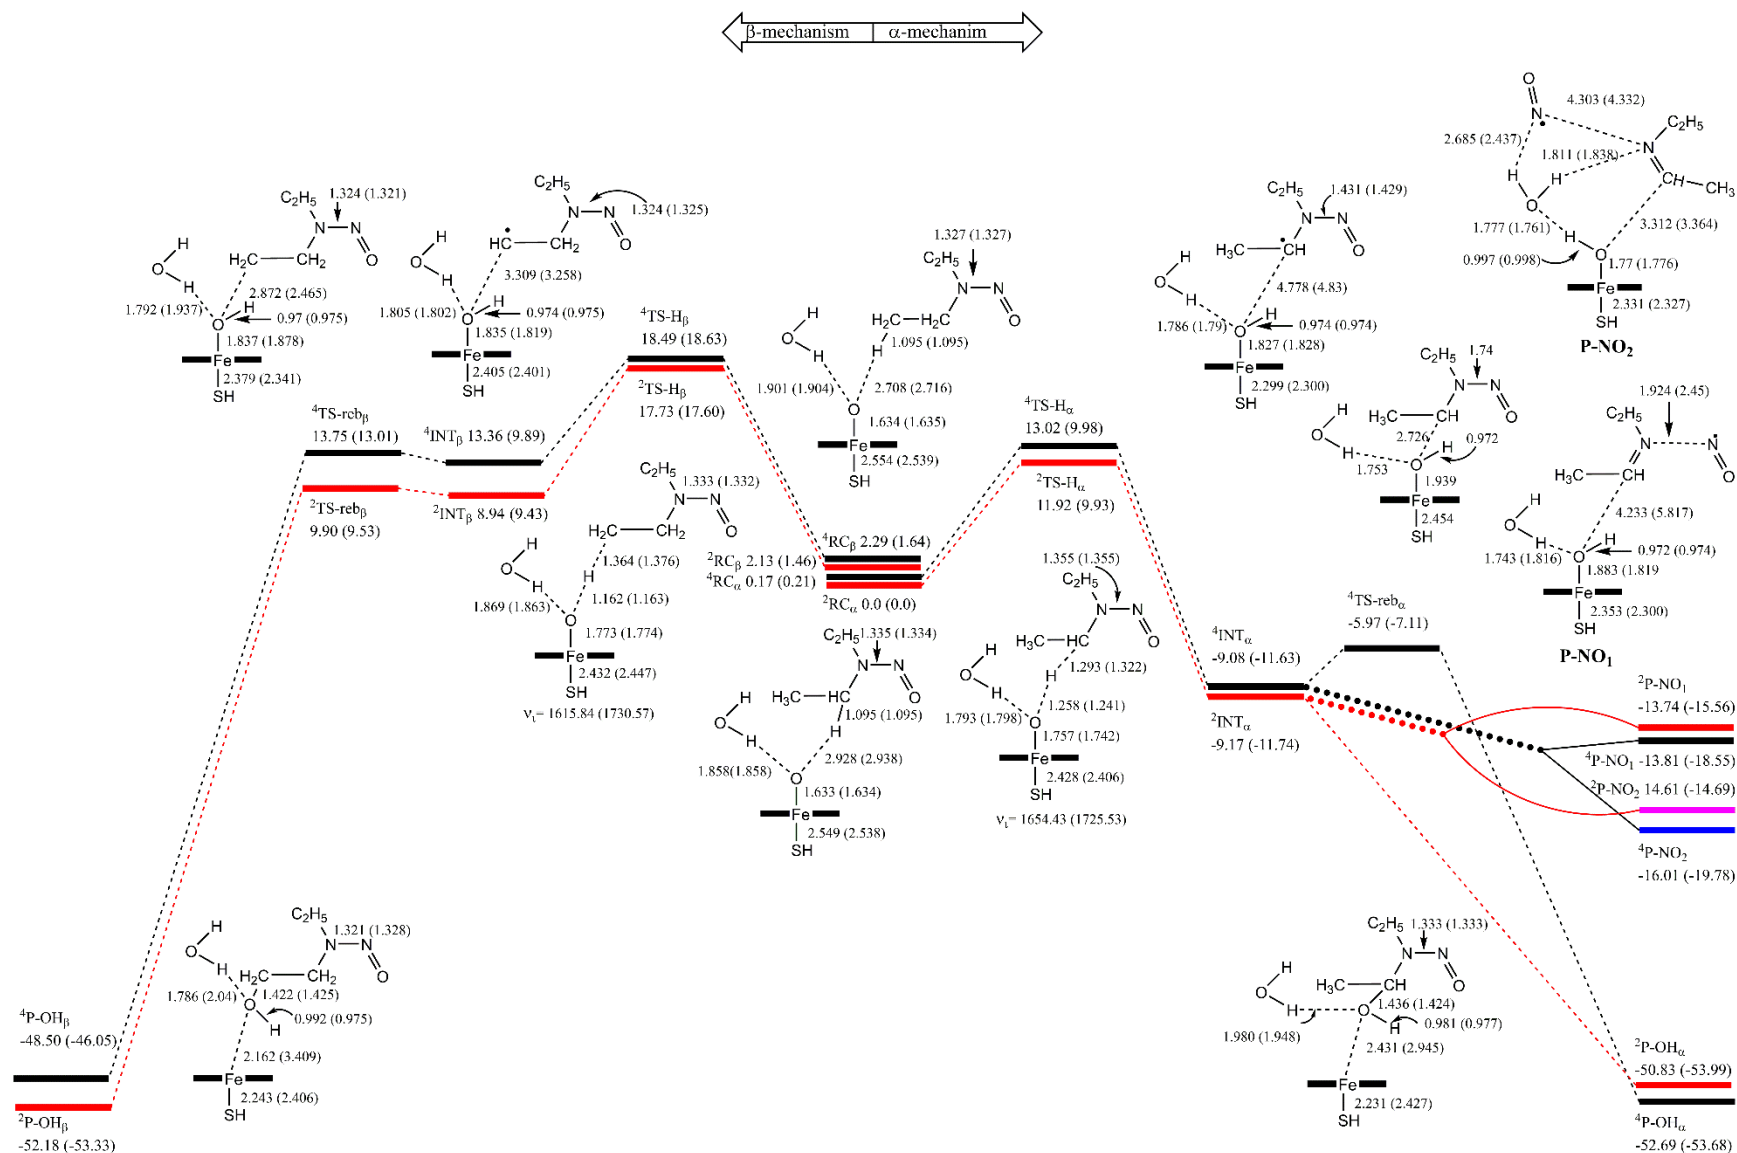 β-mechanism | α-mechanim
O
N•
4.303 (4.332)
C₂H₅
2.685 (2.437)
1.811 (1.838)
N
H H
CH
CH₃
O
1.777 (1.761)
3.312 (3.364)
H
O
0.997 (0.998)
1.77 (1.776)
Fe
2.331 (2.327)
SH
P-NO₂
C₂H₅
1.324 (1.321)
N N
O
H
O
H
H₂C CH₂
2.872 (2.465)
1.792 (1.937)
H
O
0.97 (0.975)
1.837 (1.878)
Fe
2.379 (2.341)
SH
C₂H₅
N N
O
1.324 (1.325)
H
O
H
HC• CH₂
3.309 (3.258)
1.805 (1.802)
H
O
0.974 (0.975)
1.835 (1.819)
Fe
2.405 (2.401)
SH
1.327 (1.327)
C₂H₅
N N
O
H₂C C
H₂
H
1.095 (1.095)
H
O
H
1.901 (1.904)
2.708 (2.716)
O
1.634 (1.635)
Fe
2.554 (2.539)
SH
1.431 (1.429)
C₂H₅
N N
O
H₃C CH•
H
O
H
4.778 (4.83)
1.786 (1.79)
H
O
0.974 (0.974)
1.827 (1.828)
Fe
2.299 (2.300)
SH
1.74
C₂H₅
N N
O
H₃C CH
2.726
H
O
H
H
0.972
1.753
O
1.939
Fe
2.454
SH
1.924 (2.45)
C₂H₅
N N•
O
H₃C CH
4.233 (5.817)
H
O
H
H
1.743 (1.816)
O
0.972 (0.974)
1.883 (1.819
Fe
2.353 (2.300)
SH
P-NO₁
⁴TS-reb_β
13.75 (13.01)
²TS-reb_β
9.90 (9.53)
⁴INT_β 13.36 (9.89)
²INT_β 8.94 (9.43)
⁴TS-H_β
18.49 (18.63)
²TS-H_β
17.73 (17.60)
⁴RC_β 2.29 (1.64)
²RC_β 2.13 (1.46)
⁴RC_α 0.17 (0.21)
²RC_α 0.0 (0.0)
⁴TS-H_α
13.02 (9.98)
²TS-H_α
11.92 (9.93)
⁴INT_α
-9.08 (-11.63)
²INT_α
-9.17 (-11.74)
⁴TS-reb_α
-5.97 (-7.11)
²P-NO₁
-13.74 (-15.56)
⁴P-NO₁ -13.81 (-18.55)
²P-NO₂ 14.61 (-14.69)
⁴P-NO₂
-16.01 (-19.78)
C₂H₅
1.333 (1.332)
N N
O
H₂C CH₂
1.364 (1.376)
H
O
H
H
1.162 (1.163)
1.869 (1.863)
O
1.773 (1.774)
Fe
2.432 (2.447)
SH
νᵢ= 1615.84 (1730.57)
C₂H₅
1.335 (1.334)
N N
O
H₃C C
H
1.095 (1.095)
H
O
H
H
2.928 (2.938)
1.858(1.858)
O
1.633 (1.634)
Fe
2.549 (2.538)
SH
1.355 (1.355)
C₂H₅
N N
O
H₃C HC
1.293 (1.322)
H
O
H
H
1.258 (1.241)
1.793 (1.798)
O
1.757 (1.742)
Fe
2.428 (2.406)
SH
νᵢ= 1654.43 (1725.53)
C₂H₅
1.321 (1.328)
N N
O
H
O
H
H₂C CH₂
1.786 (2.04)
1.422 (1.425)
O
H
0.992 (0.975)
2.162 (3.409)
Fe
2.243 (2.406)
SH
C₂H₅
1.333 (1.333)
N N
O
H₃C CH
H
O
H
1.436 (1.424)
O
H
0.981 (0.977)
1.980 (1.948)
2.431 (2.945)
Fe
2.231 (2.427)
SH
⁴P-OH_β
-48.50 (-46.05)
²P-OH_β
-52.18 (-53.33)
²P-OH_α
-50.83 (-53.99)
⁴P-OH_α
-52.69 (-53.68)